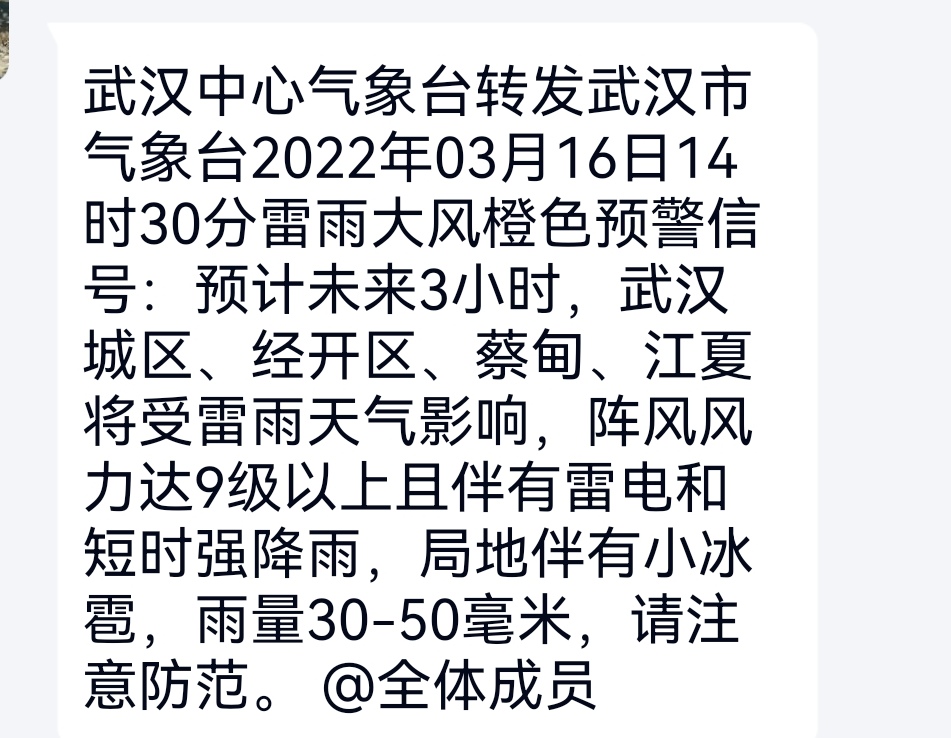 武汉中心气象台转发武汉市
气象台2022年03月16日14
时30分雷雨大风橙色预警信
号：预计未来3小时，武汉
城区、经开区、蔡甸、江夏
将受雷雨天气影响，阵风风
力达9级以上且伴有雷电和
短时强降雨，局地伴有小冰
雹，雨量30-50毫米，请注
意防范。 @全体成员